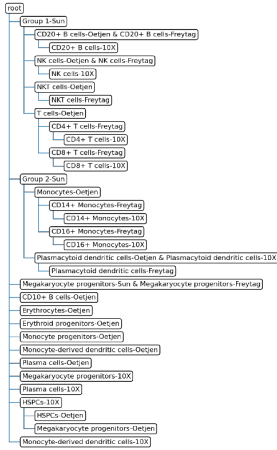 root
Group 1-Sun
CD20+ B cells-Oetjen & CD20+ B cells-Freytag
CD20+ B cells-10X
NK cells-Oetjen & NK cells-Freytag
NK cells-10X
NKT cells-Oetjen
NKT cells-Freytag
T cells-Oetjen
CD4+ T cells-Freytag
CD4+ T cells-10X
CD8+ T cells-Freytag
CD8+ T cells-10X
Group 2-Sun
Monocytes-Oetjen
CD14+ Monocytes-Freytag
CD14+ Monocytes-10X
CD16+ Monocytes-Freytag
CD16+ Monocytes-10X
Plasmacytoid dendritic cells-Oetjen & Plasmacytoid dendritic cells-10X
Plasmacytoid dendritic cells-Freytag
Megakaryocyte progenitors-Sun & Megakaryocyte progenitors-Freytag
CD10+ B cells-Oetjen
Erythrocytes-Oetjen
Erythroid progenitors-Oetjen
Monocyte progenitors-Oetjen
Monocyte-derived dendritic cells-Oetjen
Plasma cells-Oetjen
Megakaryocyte progenitors-10X
Plasma cells-10X
HSPCs-10X
HSPCs-Oetjen
Megakaryocyte progenitors-Oetjen
Monocyte-derived dendritic cells-10X